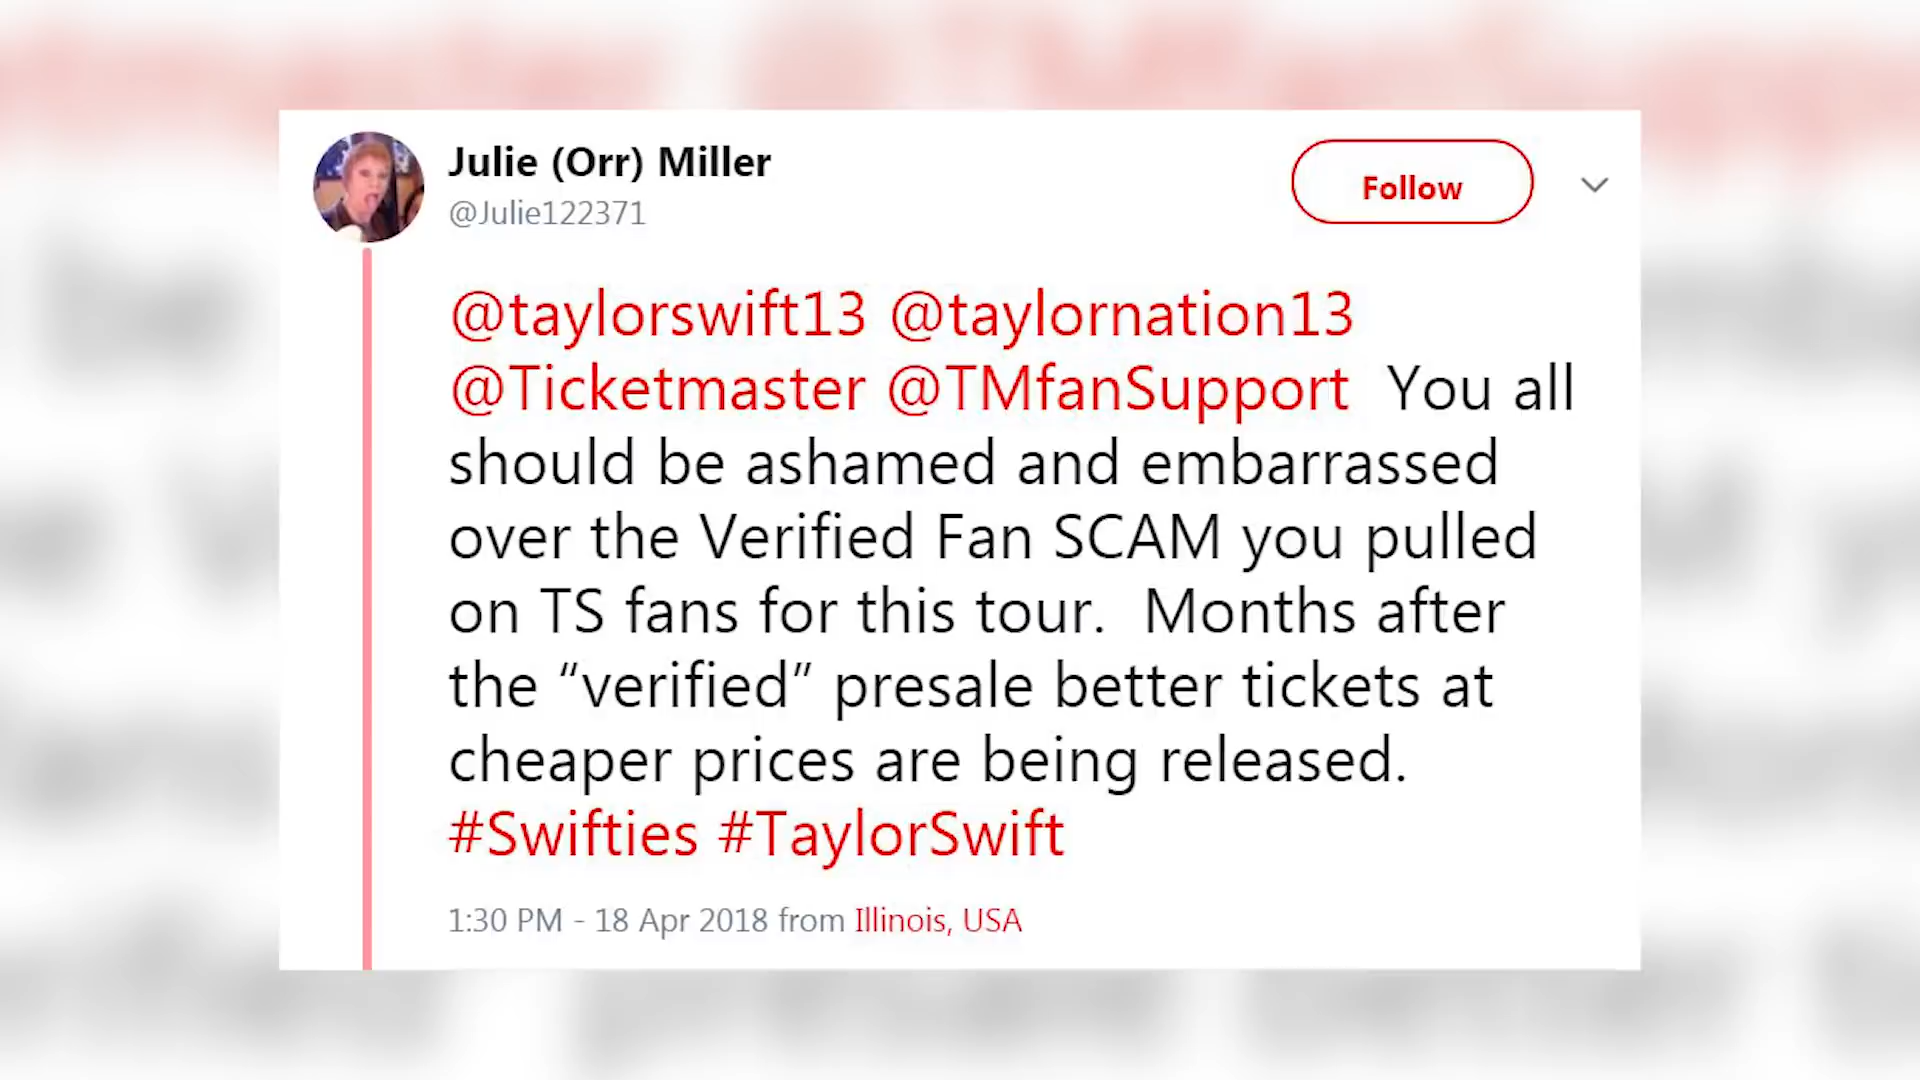 Julie (Orr) Miller
@Julie122371
Follow
@taylorswift13 @taylornation13
@Ticketmaster @TMfanSupport  You all
should be ashamed and embarrassed
over the Verified Fan SCAM you pulled
on TS fans for this tour.  Months after
the “verified” presale better tickets at
cheaper prices are being released.
#Swifties #TaylorSwift
1:30 PM - 18 Apr 2018 from Illinois, USA